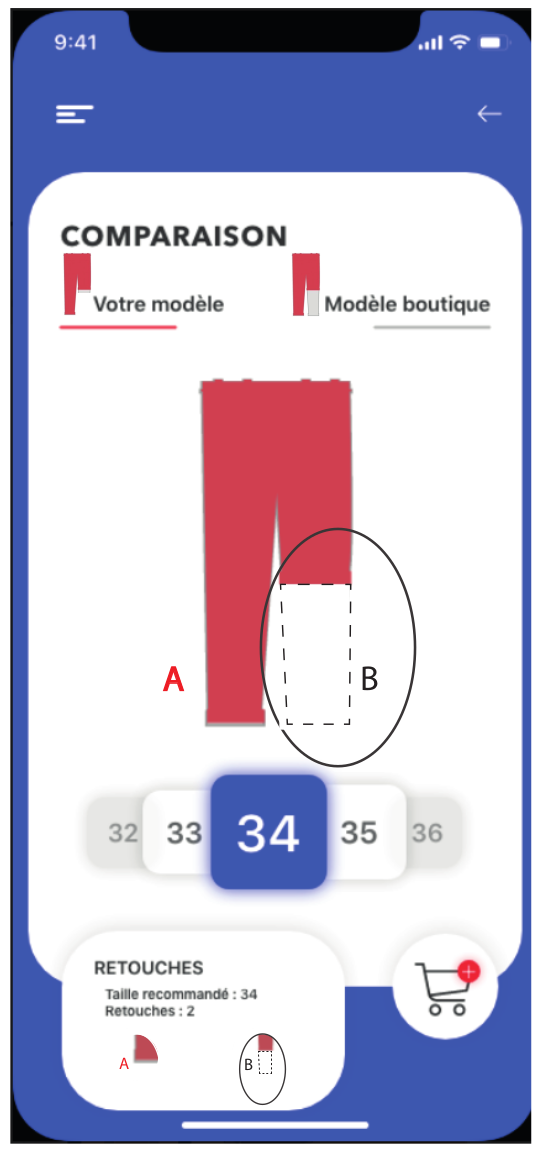 9:41
COMPARAISON
Votre modèle
Modèle boutique
A
B
32 33 34 35 36
RETOUCHES
Taille recommandé : 34
Retouches : 2
A
B